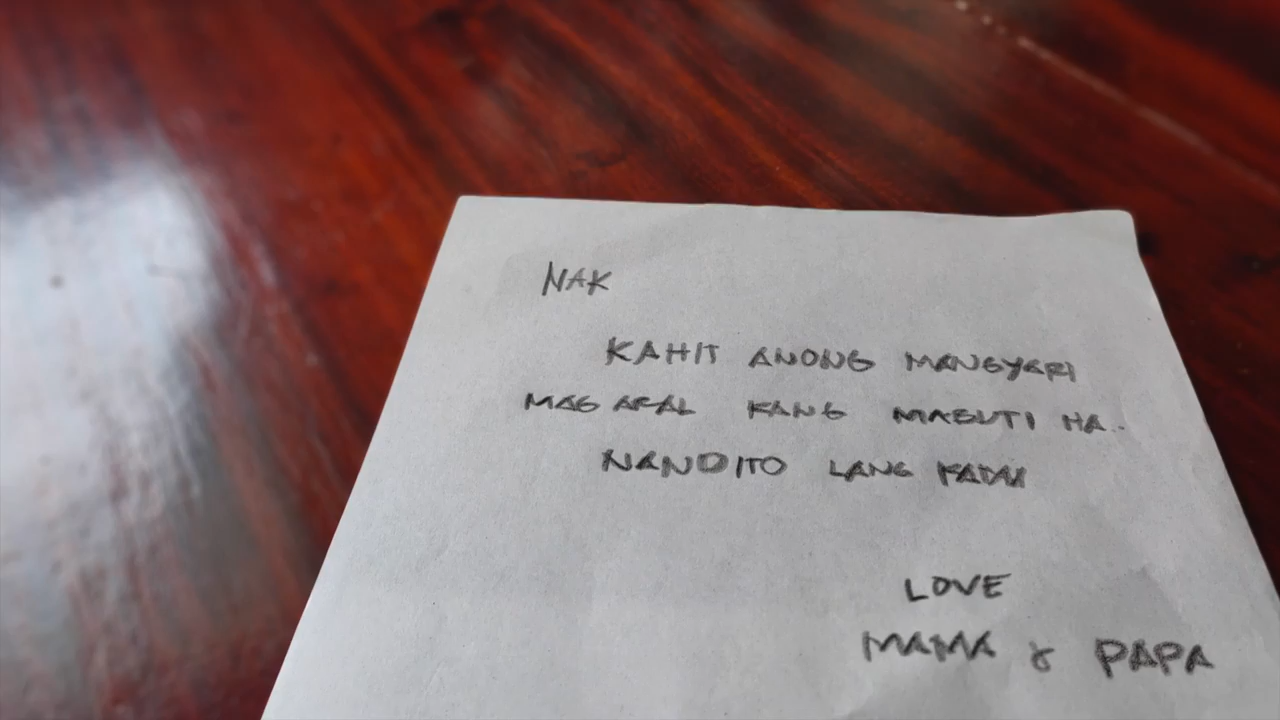 NAK
KAHIT ANONG MANGYARI
MAG ARAL KANG MABUTI HA..
NANDITO LANG KAMI
LOVE
MAMA & PAPA